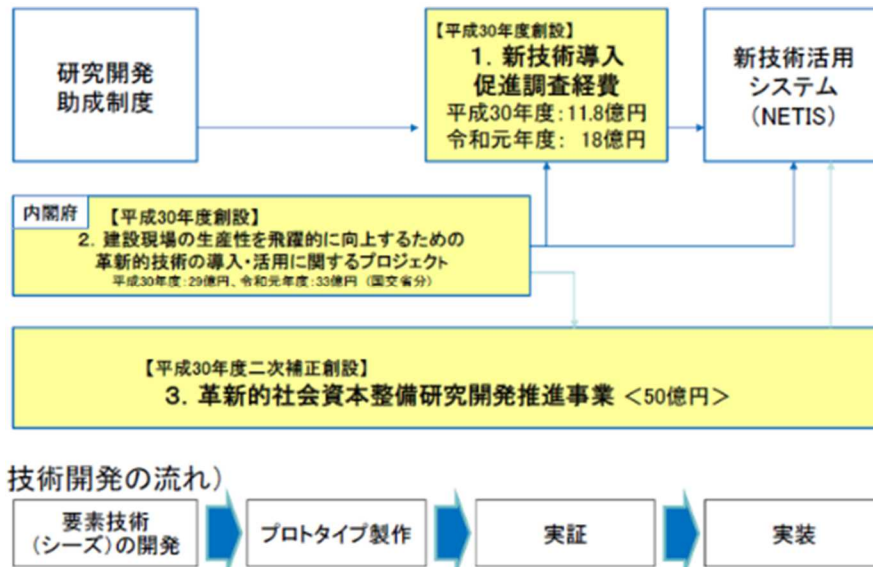 研究開発
助成制度
【平成30年度創設】
1. 新技術導入
促進調査経費
平成30年度:11.8億円
令和元年度: 18億円
新技術活用
システム
(NETIS)
内閣府
【平成30年度創設】
2. 建設現場の生産性を飛躍的に向上するための
革新的技術の導入・活用に関するプロジェクト
平成30年度:29億円、令和元年度:33億円 (国交省分)
【平成30年度二次補正創設】
3. 革新的社会資本整備研究開発推進事業 <50億円>
技術開発の流れ)
要素技術
(シーズ)の開発
プロトタイプ製作
実証
実装